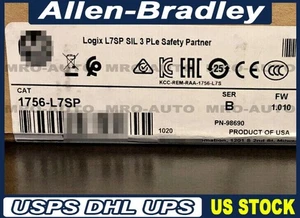 Allen-Bradley
Logix L7SP SIL 3 PLe Safety Partner
MRO-AUTO
KCC-REM-RAA-1756-L7S
CAT
1756-L7SP
SER
B
FW
1.010
PN-98690
1020
PRODUCT OF USA
USPS DHL UPS US STOCK